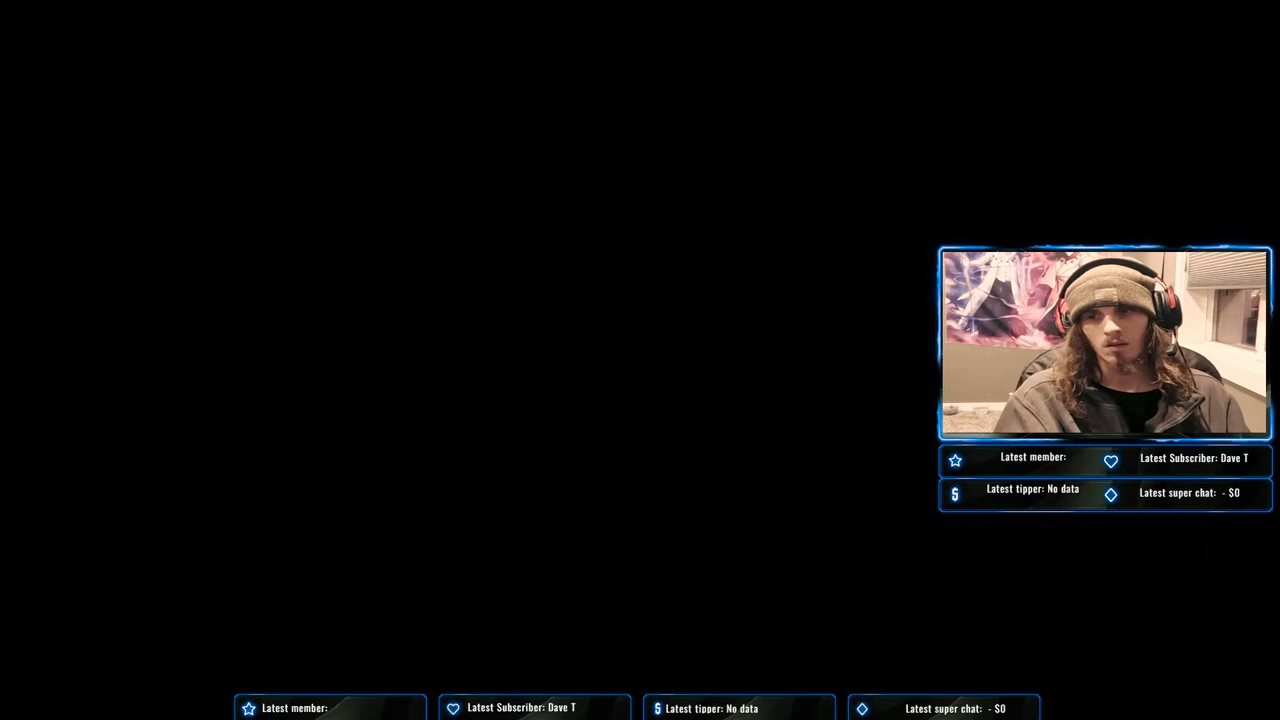 Latest member:
Latest Subscriber: Dave T
Latest tipper: No data
Latest super chat:  - $0
Latest member:
Latest Subscriber: Dave T
Latest tipper: No data
Latest super chat:  - $0